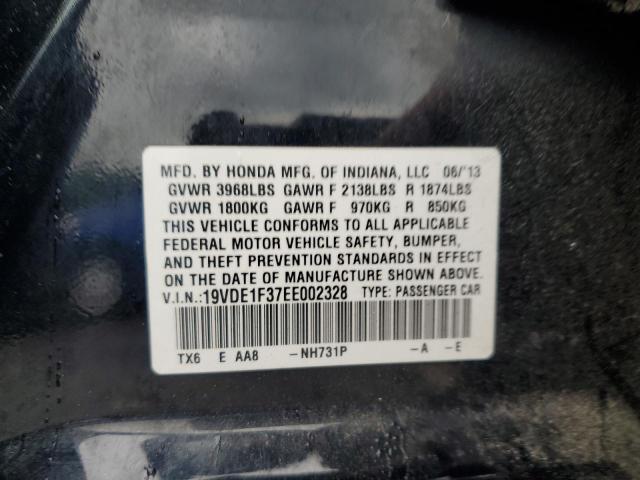 MFD. BY HONDA MFG. OF INDIANA, LLC 06/'13
GVWR 3968LBS GAWR F 2138LBS R 1874LBS
GVWR 1800KG GAWR F 970KG R 850KG
THIS VEHICLE CONFORMS TO ALL APPLICABLE
FEDERAL MOTOR VEHICLE SAFETY, BUMPER,
AND THEFT PREVENTION STANDARDS IN EFFECT
ON THE DATE OF MANUFACTURE SHOWN ABOVE.
V.I.N.:19VDE1F37EE002328 TYPE: PASSENGER CAR
TX6 E AA8 -NH731P -A -E